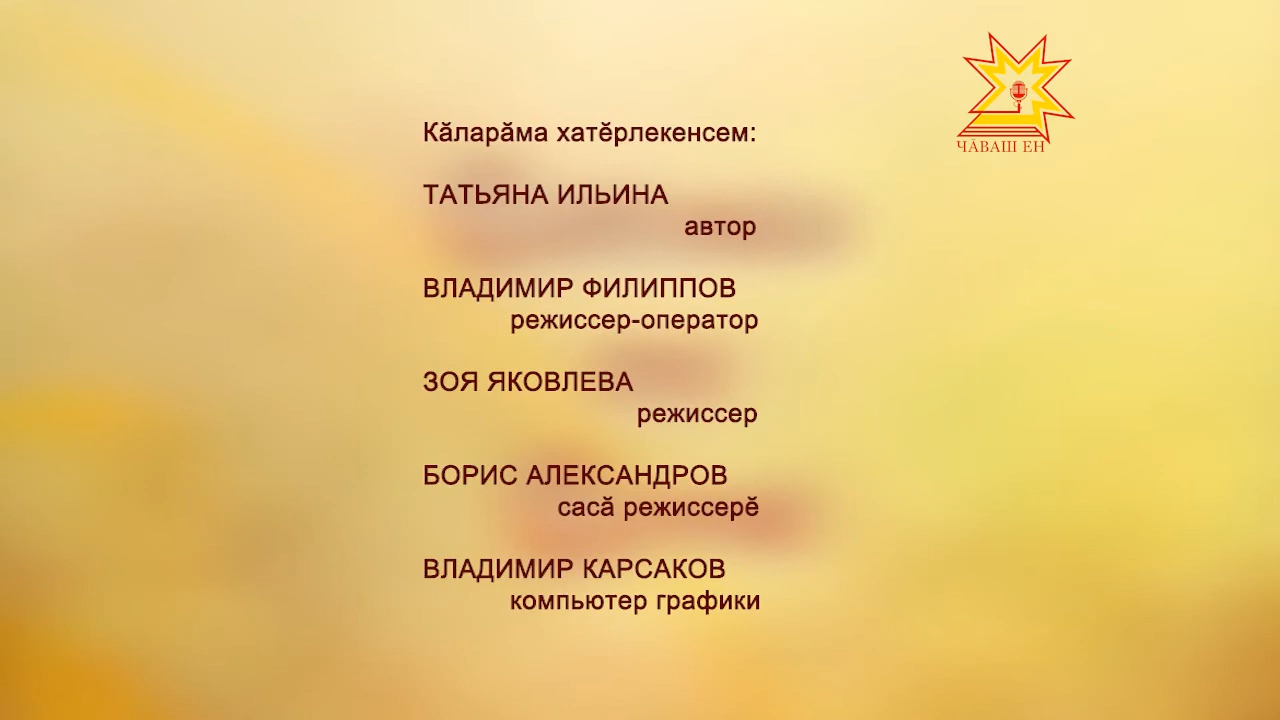 ЧӐВАШ ЕН
Кӑларӑма хатӗрлекенсем:
ТАТЬЯНА ИЛЬИНА
автор
ВЛАДИМИР ФИЛИППОВ
режиссер-оператор
ЗОЯ ЯКОВЛЕВА
режиссер
БОРИС АЛЕКСАНДРОВ
сасӑ режиссерӗ
ВЛАДИМИР КАРСАКОВ
компьютер графики